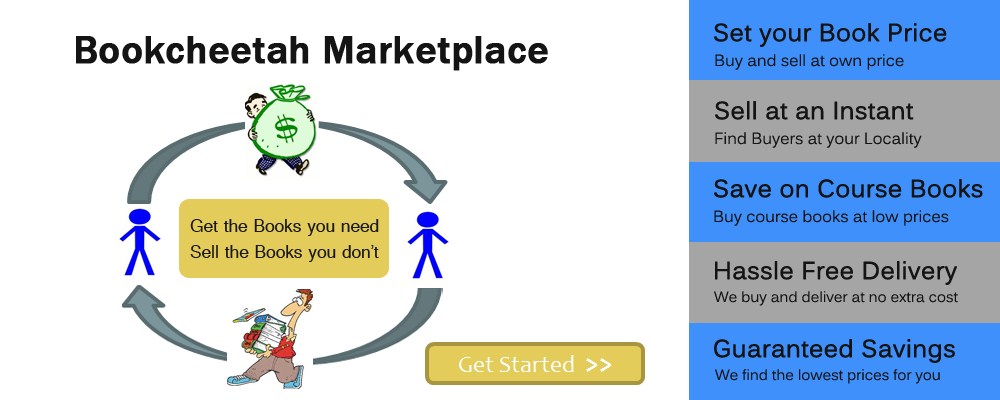 Bookcheetah Marketplace
$
Get the Books you need
Sell the Books you don't
Get Started >>
Set your Book Price
Buy and sell at own price
Sell at an Instant
Find Buyers at your Locality
Save on Course Books
Buy course books at low prices
Hassle Free Delivery
We buy and deliver at no extra cost
Guaranteed Savings
We find the lowest prices for you